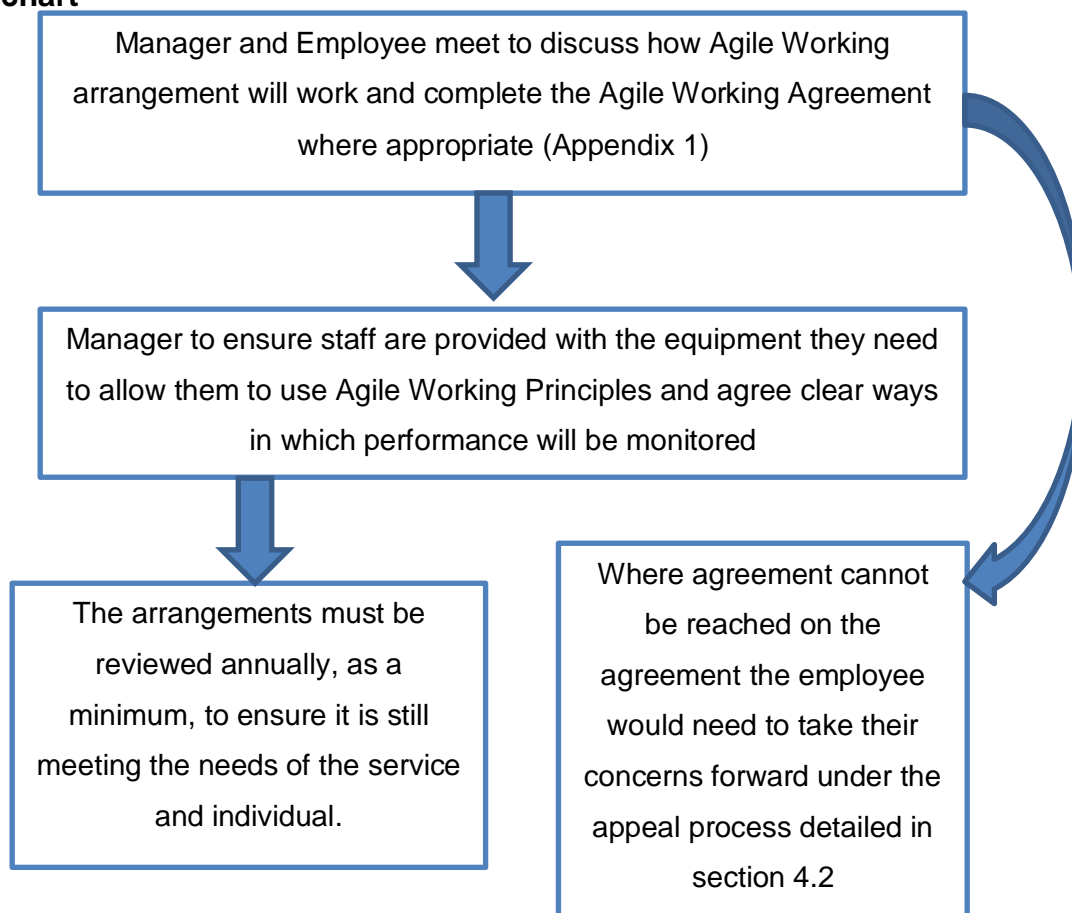 chart
Manager and Employee meet to discuss how Agile Working
arrangement will work and complete the Agile Working Agreement
where appropriate (Appendix 1)
Manager to ensure staff are provided with the equipment they need
to allow them to use Agile Working Principles and agree clear ways
in which performance will be monitored
The arrangements must be
reviewed annually, as a
minimum, to ensure it is still
meeting the needs of the service
and individual.
Where agreement cannot
be reached on the
agreement the employee
would need to take their
concerns forward under the
appeal process detailed in
section 4.2